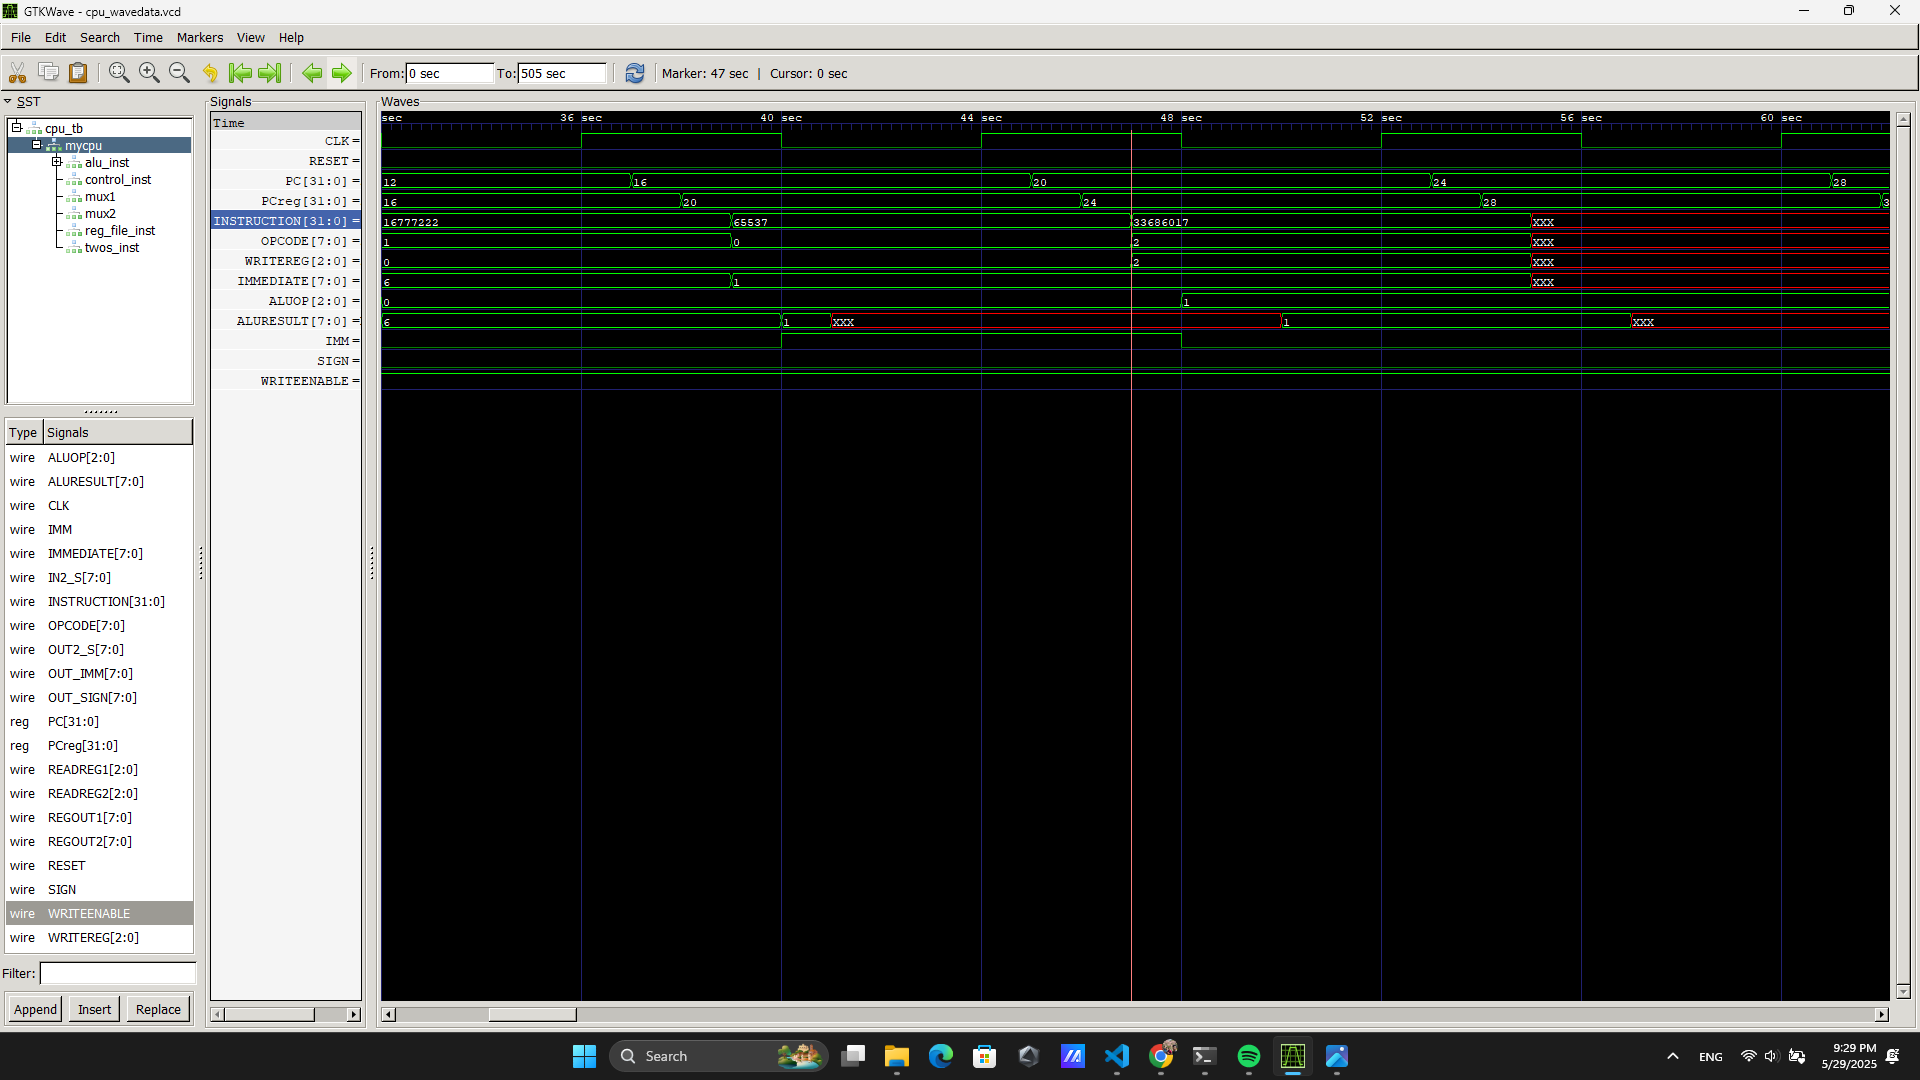 GTKWave - cpu_wavedata.vcd
File Edit Search Time Markers View Help
From: 0 sec To: 505 sec Marker: 47 sec | Cursor: 0 sec
SST
cpu_tb
mycpu
alu_inst
control_inst
mux1
mux2
reg_file_inst
twos_inst
Type Signals
wire ALUOP[2:0]
wire ALURESULT[7:0]
wire CLK
wire IMM
wire IMMEDIATE[7:0]
wire IN2_S[7:0]
wire INSTRUCTION[31:0]
wire OPCODE[7:0]
wire OUT2_S[7:0]
wire OUT_IMM[7:0]
wire OUT_SIGN[7:0]
reg PC[31:0]
reg PCreg[31:0]
wire READREG1[2:0]
wire READREG2[2:0]
wire REGOUT1[7:0]
wire REGOUT2[7:0]
wire RESET
wire SIGN
wire WRITEENABLE
wire WRITEREG[2:0]
Filter:
Append Insert Replace
Signals
Time
CLK =
RESET =
PC[31:0] =
PCreg[31:0] =
INSTRUCTION[31:0] =
OPCODE[7:0] =
WRITEREG[2:0] =
IMMEDIATE[7:0] =
ALUOP[2:0] =
ALURESULT[7:0] =
IMM =
SIGN =
WRITEENABLE =
Waves
sec 36 sec 40 sec 44 sec 48 sec 52 sec 56 sec 60 sec
12 16 20 24 28
16 20 24 28 3
16777222 65537 33686017 XXX
1 0 2 XXX
0 2 XXX
6 1 XXX
0 1
6 1 XXX 1 XXX
Search
ENG
9:29 PM
5/29/2025